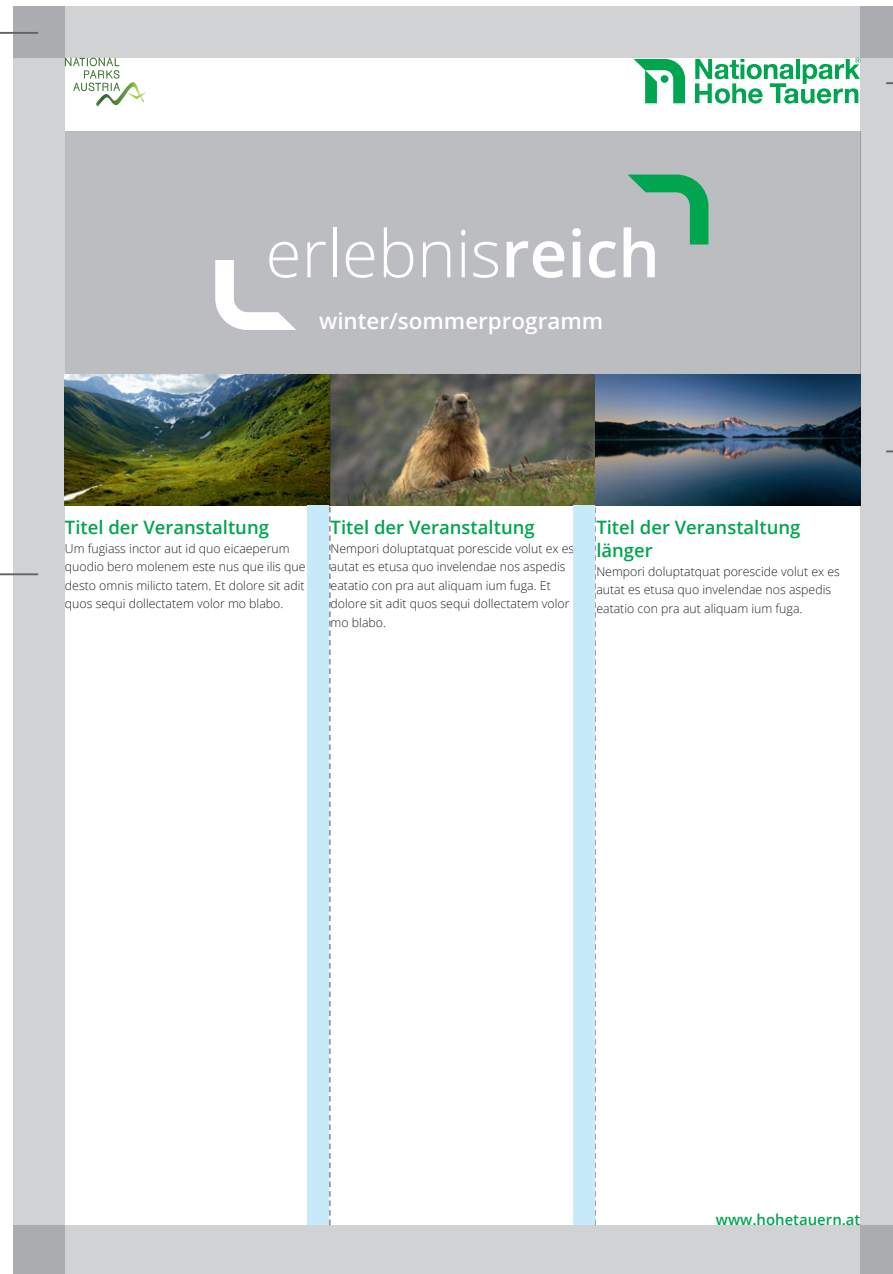 NATIONAL
PARKS
AUSTRIA
Nationalpark®
Hohe Tauern
erlebnisreich
winter/sommerprogramm
Titel der Veranstaltung
Um fugiass inctor aut id quo eicaeperum
quodio bero molenem este nus que ilis que
desto omnis milicto tatem. Et dolore sit adit
quos sequi dollectatem volor mo blabo.
Titel der Veranstaltung
Nempori doluptatquat porescide volut ex es
autat es etusa quo invelendae nos aspedis
eatatio con pra aut aliquam ium fuga. Et
dolore sit adit quos sequi dollectatem volor
mo blabo.
Titel der Veranstaltung
länger
Nempori doluptatquat porescide volut ex es
autat es etusa quo invelendae nos aspedis
eatatio con pra aut aliquam ium fuga.
www.hohetauern.at